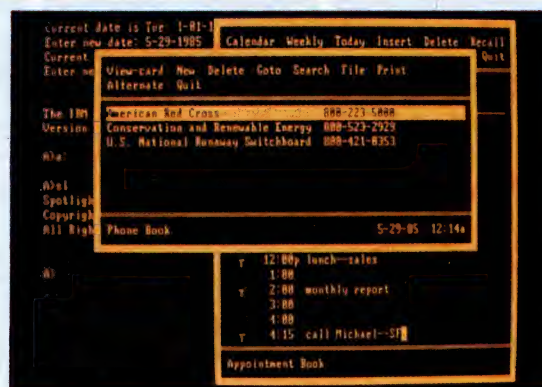 Current date is Tue 1-01-1
Enter new date: 5-29-1985
Current
Enter ne
The IBM
Version
A>a:
A>sl
Spotligh
Copyrigh
All Righ
A>
Calendar Weekly Today Insert Delete Recall
Quit
View-card New Delete Goto Search File Print
Alternate Quit
American Red Cross 800-223-5000
Conservation and Renewable Energy 800-523-2929
U.S. National Runaway Switchboard 800-421-0353
Phone Book 5-29-85 12:14a
T 12:00p lunch--sales
1:00
T 2:00 monthly report
3:00
4:00
T 4:15 call Michael--SF
Appointment Book